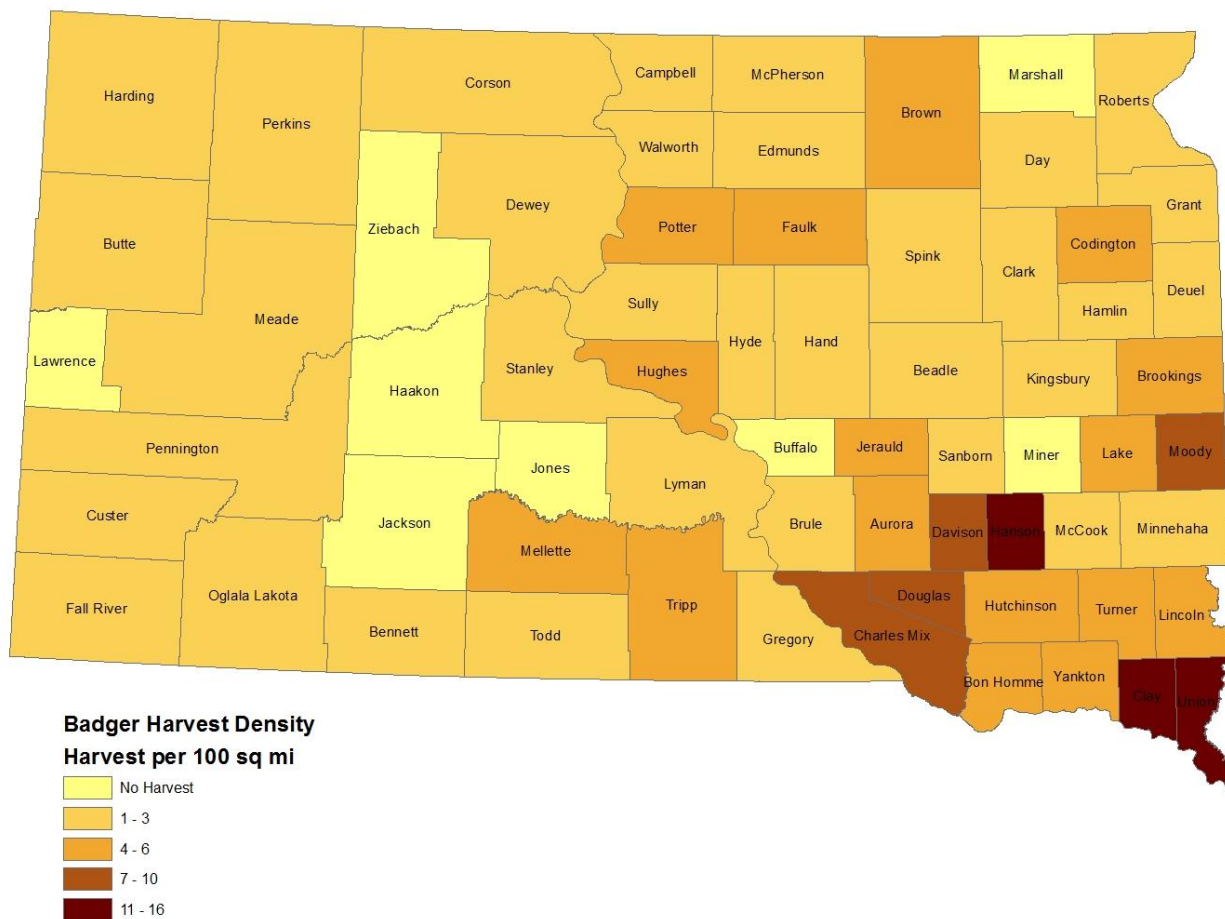 Harding
Perkins
Corson
Campbell
McPherson
Brown
Marshall
Roberts
Walworth
Edmunds
Day
Ziebach
Dewey
Butte
Potter
Faulk
Spink
Grant
Codington
Clark
Deuel
Meade
Sully
Hyde
Hand
Hamlin
Lawrence
Haakon
Stanley
Hughes
Beadle
Kingsbury
Brookings
Pennington
Jones
Lyman
Buffalo
Jerauld
Sanborn
Miner
Lake
Moody
Custer
Jackson
Mellette
Brule
Aurora
Davison
Hanson
McCook
Minnehaha
Fall River
Oglala Lakota
Bennett
Todd
Tripp
Gregory
Charles Mix
Douglas
Hutchinson
Turner
Lincoln
Bon Homme
Yankton
Clay
Union
Badger Harvest Density
Harvest per 100 sq mi
No Harvest
1 - 3
4 - 6
7 - 10
11 - 16